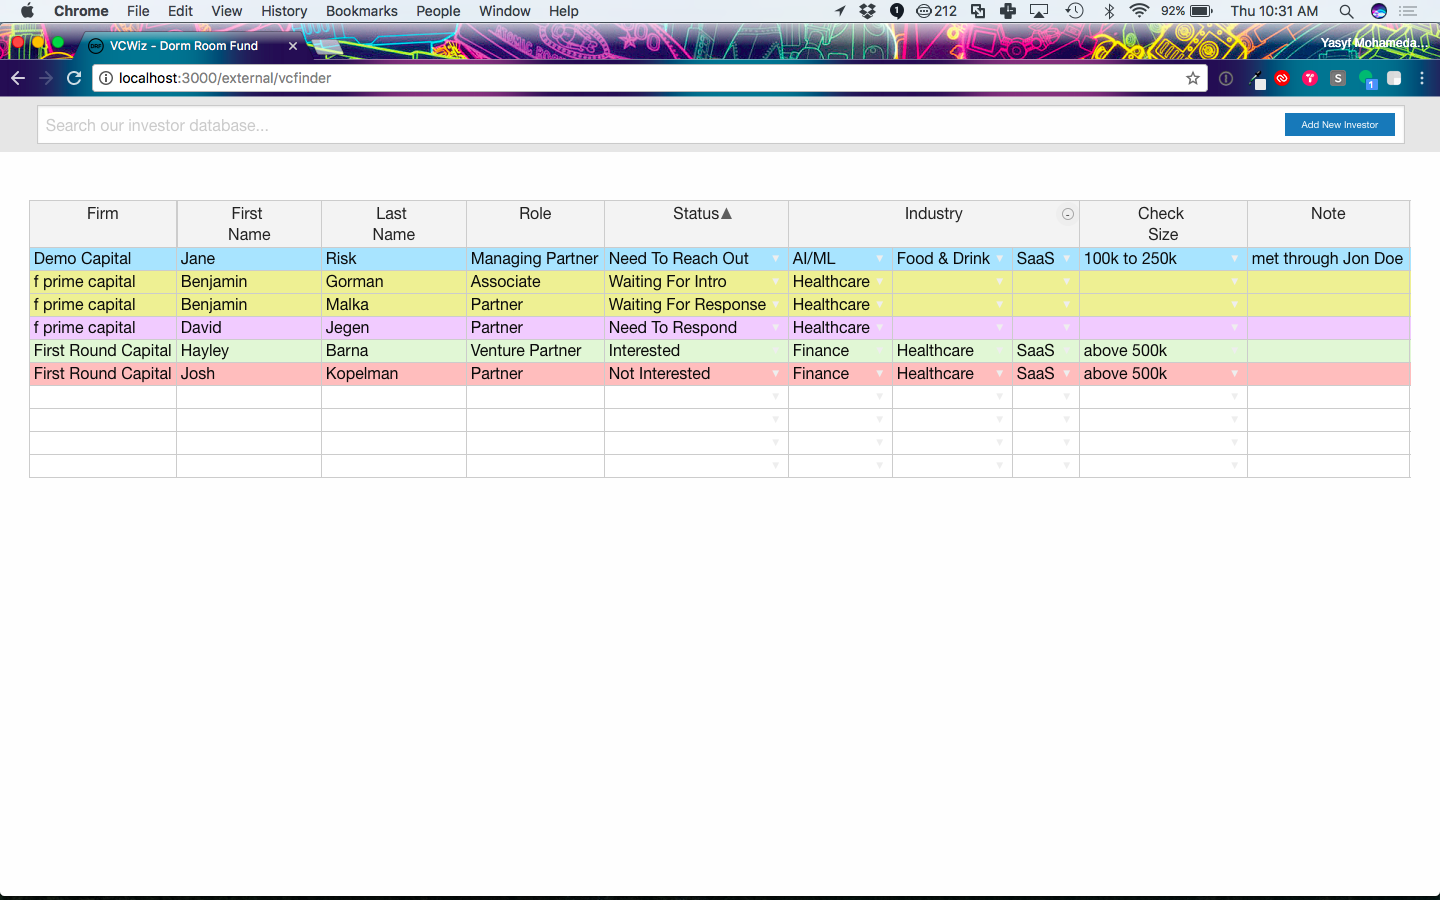 Chrome File Edit View History Bookmarks People Window Help 1 212 92% Thu 10:31 AM
VCWiz - Dorm Room Fund Yasyf Mohameda...
localhost:3000/external/vcfinder S 1
Search our investor database... Add New Investor
Firm First Name Last Name Role Status▲ Industry Check Size Note
Demo Capital Jane Risk Managing Partner Need To Reach Out AI/ML Food & Drink SaaS 100k to 250k met through Jon Doe
f prime capital Benjamin Gorman Associate Waiting For Intro Healthcare
f prime capital Benjamin Malka Partner Waiting For Response Healthcare
f prime capital David Jegen Partner Need To Respond Healthcare
First Round Capital Hayley Barna Venture Partner Interested Finance Healthcare SaaS above 500k
First Round Capital Josh Kopelman Partner Not Interested Finance Healthcare SaaS above 500k